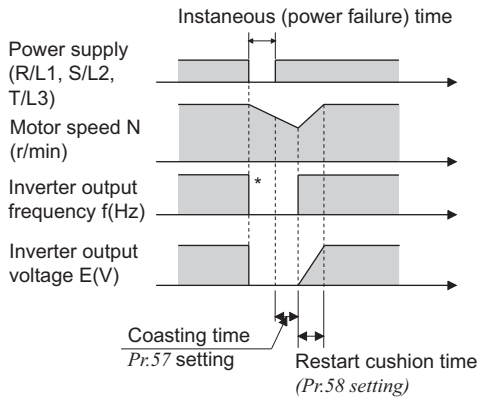 Instaneous (power failure) time
Power supply
(R/L1, S/L2,
T/L3)
Motor speed N
(r/min)
Inverter output
frequency f(Hz)
*
Inverter output
voltage E(V)
Coasting time
Pr.57 setting
Restart cushion time
(Pr.58 setting)